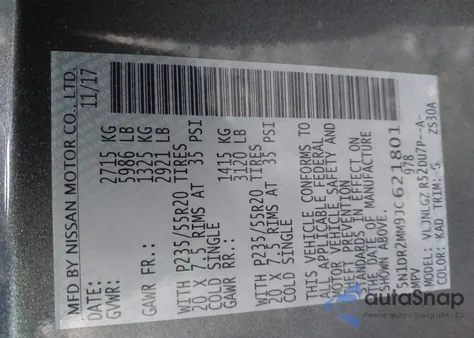 MFD BY NISSAN MOTOR CO., LTD.
DATE: 11/17
GVWR: 2715 KG
5986 LB
GAWR FR: 1325 KG
2921 LB
WITH P235/55R20 TIRES
20 X 7.5 RIMS AT 35 PSI
COLD SINGLE
GAWR RR: 1415 KG
3120 LB
WITH P235/55R20 TIRES
20 X 7.5 RIMS AT 35 PSI
COLD SINGLE
THIS VEHICLE CONFORMS TO
ALL APPLICABLE FEDERAL
MOTOR VEHICLE SAFETY AND
THEFT PREVENTION
STANDARDS IN EFFECT ON
THE DATE OF MANUFACTURE
SHOWN ABOVE.
978
5N1DR2MM9JC621801
MPV
MODEL: VLJNLGZ R52DU7P--A-
COLOR: KAD TRIM: G ZS30A
autoSnap